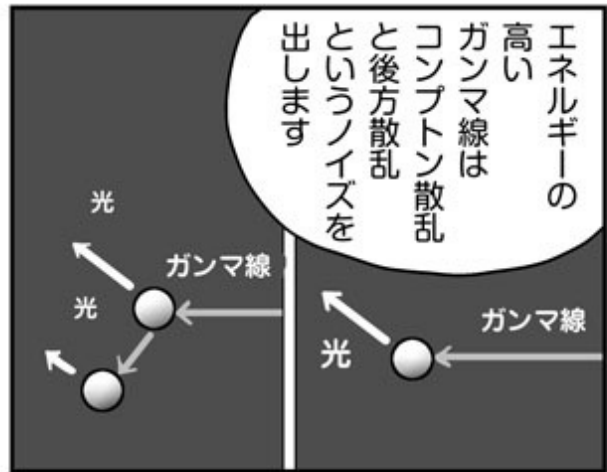 エネルギーの
高い
ガンマ線は
コンプトン散乱
と後方散乱
というノイズを
出します
ガンマ線
光
光
ガンマ線
光